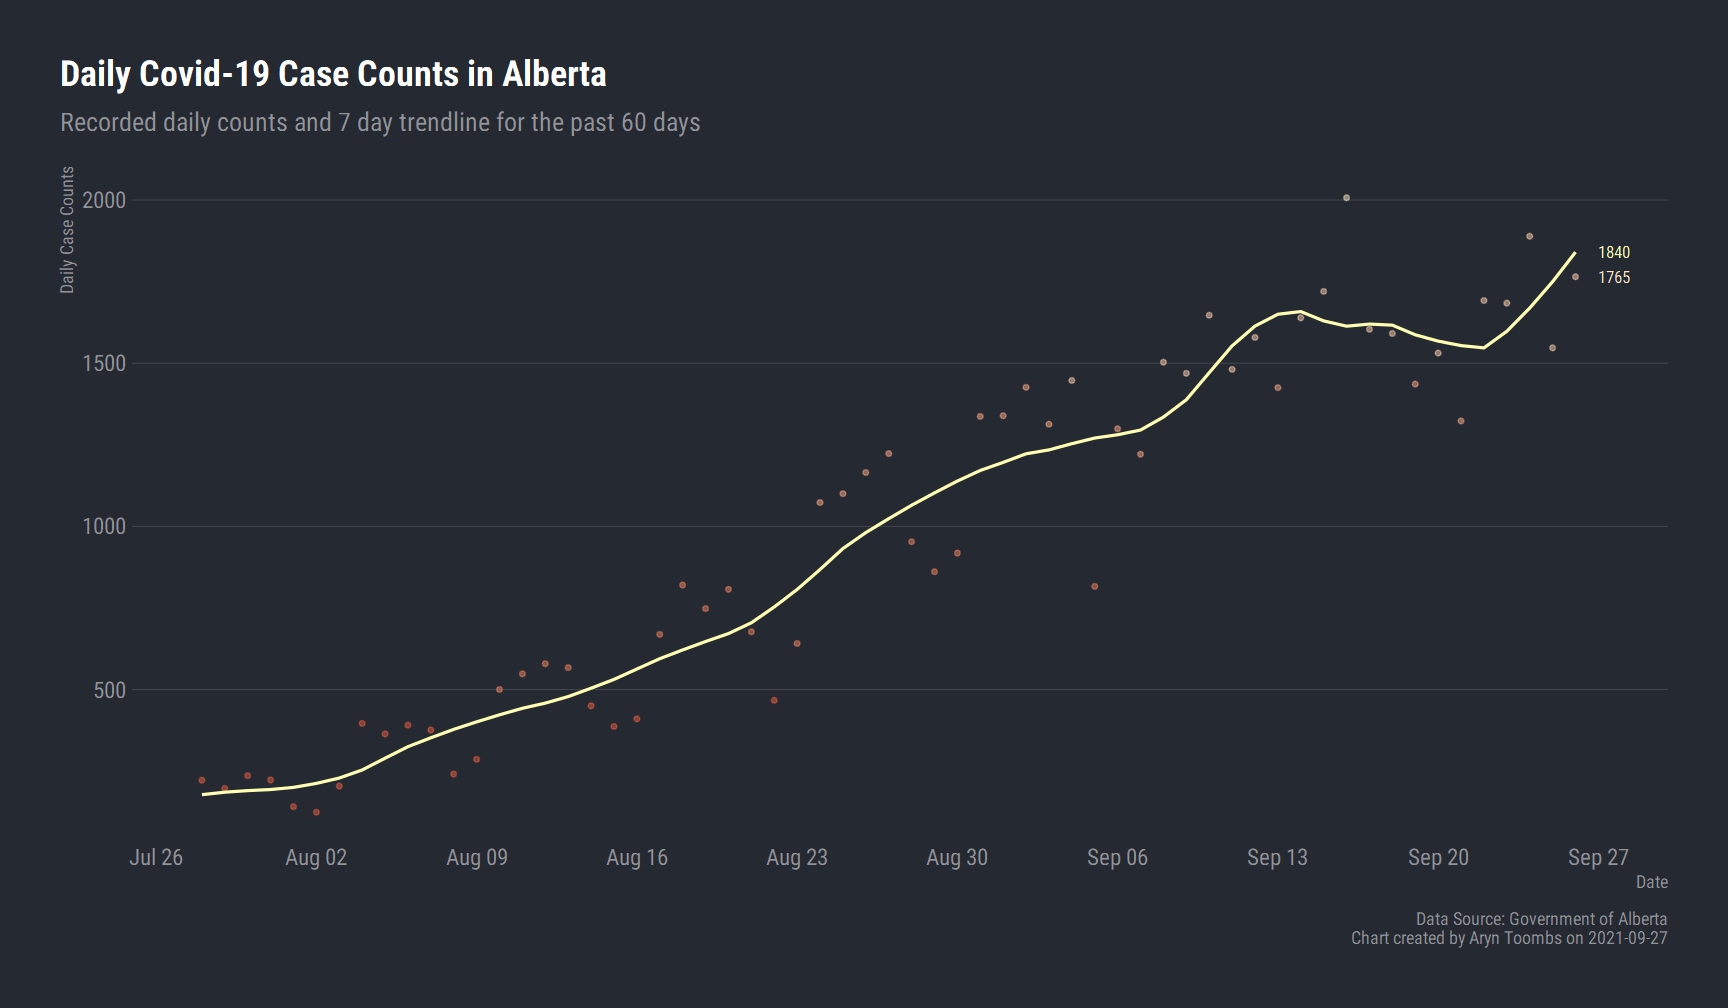 Daily Covid-19 Case Counts in Alberta
Recorded daily counts and 7 day trendline for the past 60 days
Daily Case Counts
2000
1500
1000
500
1840
1765
Jul 26
Aug 02
Aug 09
Aug 16
Aug 23
Aug 30
Sep 06
Sep 13
Sep 20
Sep 27
Date
Data Source: Government of Alberta
Chart created by Aryn Toombs on 2021-09-27